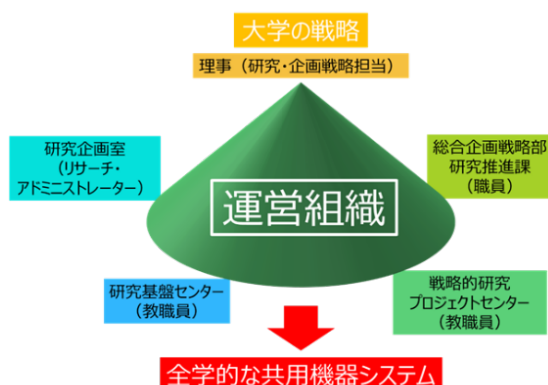 大学の戦略
理事（研究・企画戦略担当）
研究企画室
（リサーチ・
アドミニストレーター）
総合企画戦略部
研究推進課
（職員）
運営組織
研究基盤センター
（教職員）
戦略的研究
プロジェクトセンター
（教職員）
全学的な共用機器システム